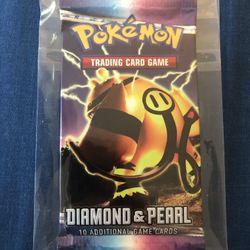 POKéMON
TRADING CARD GAME
DIAMOND & PEARL
10 ADDITIONAL GAME CARDS